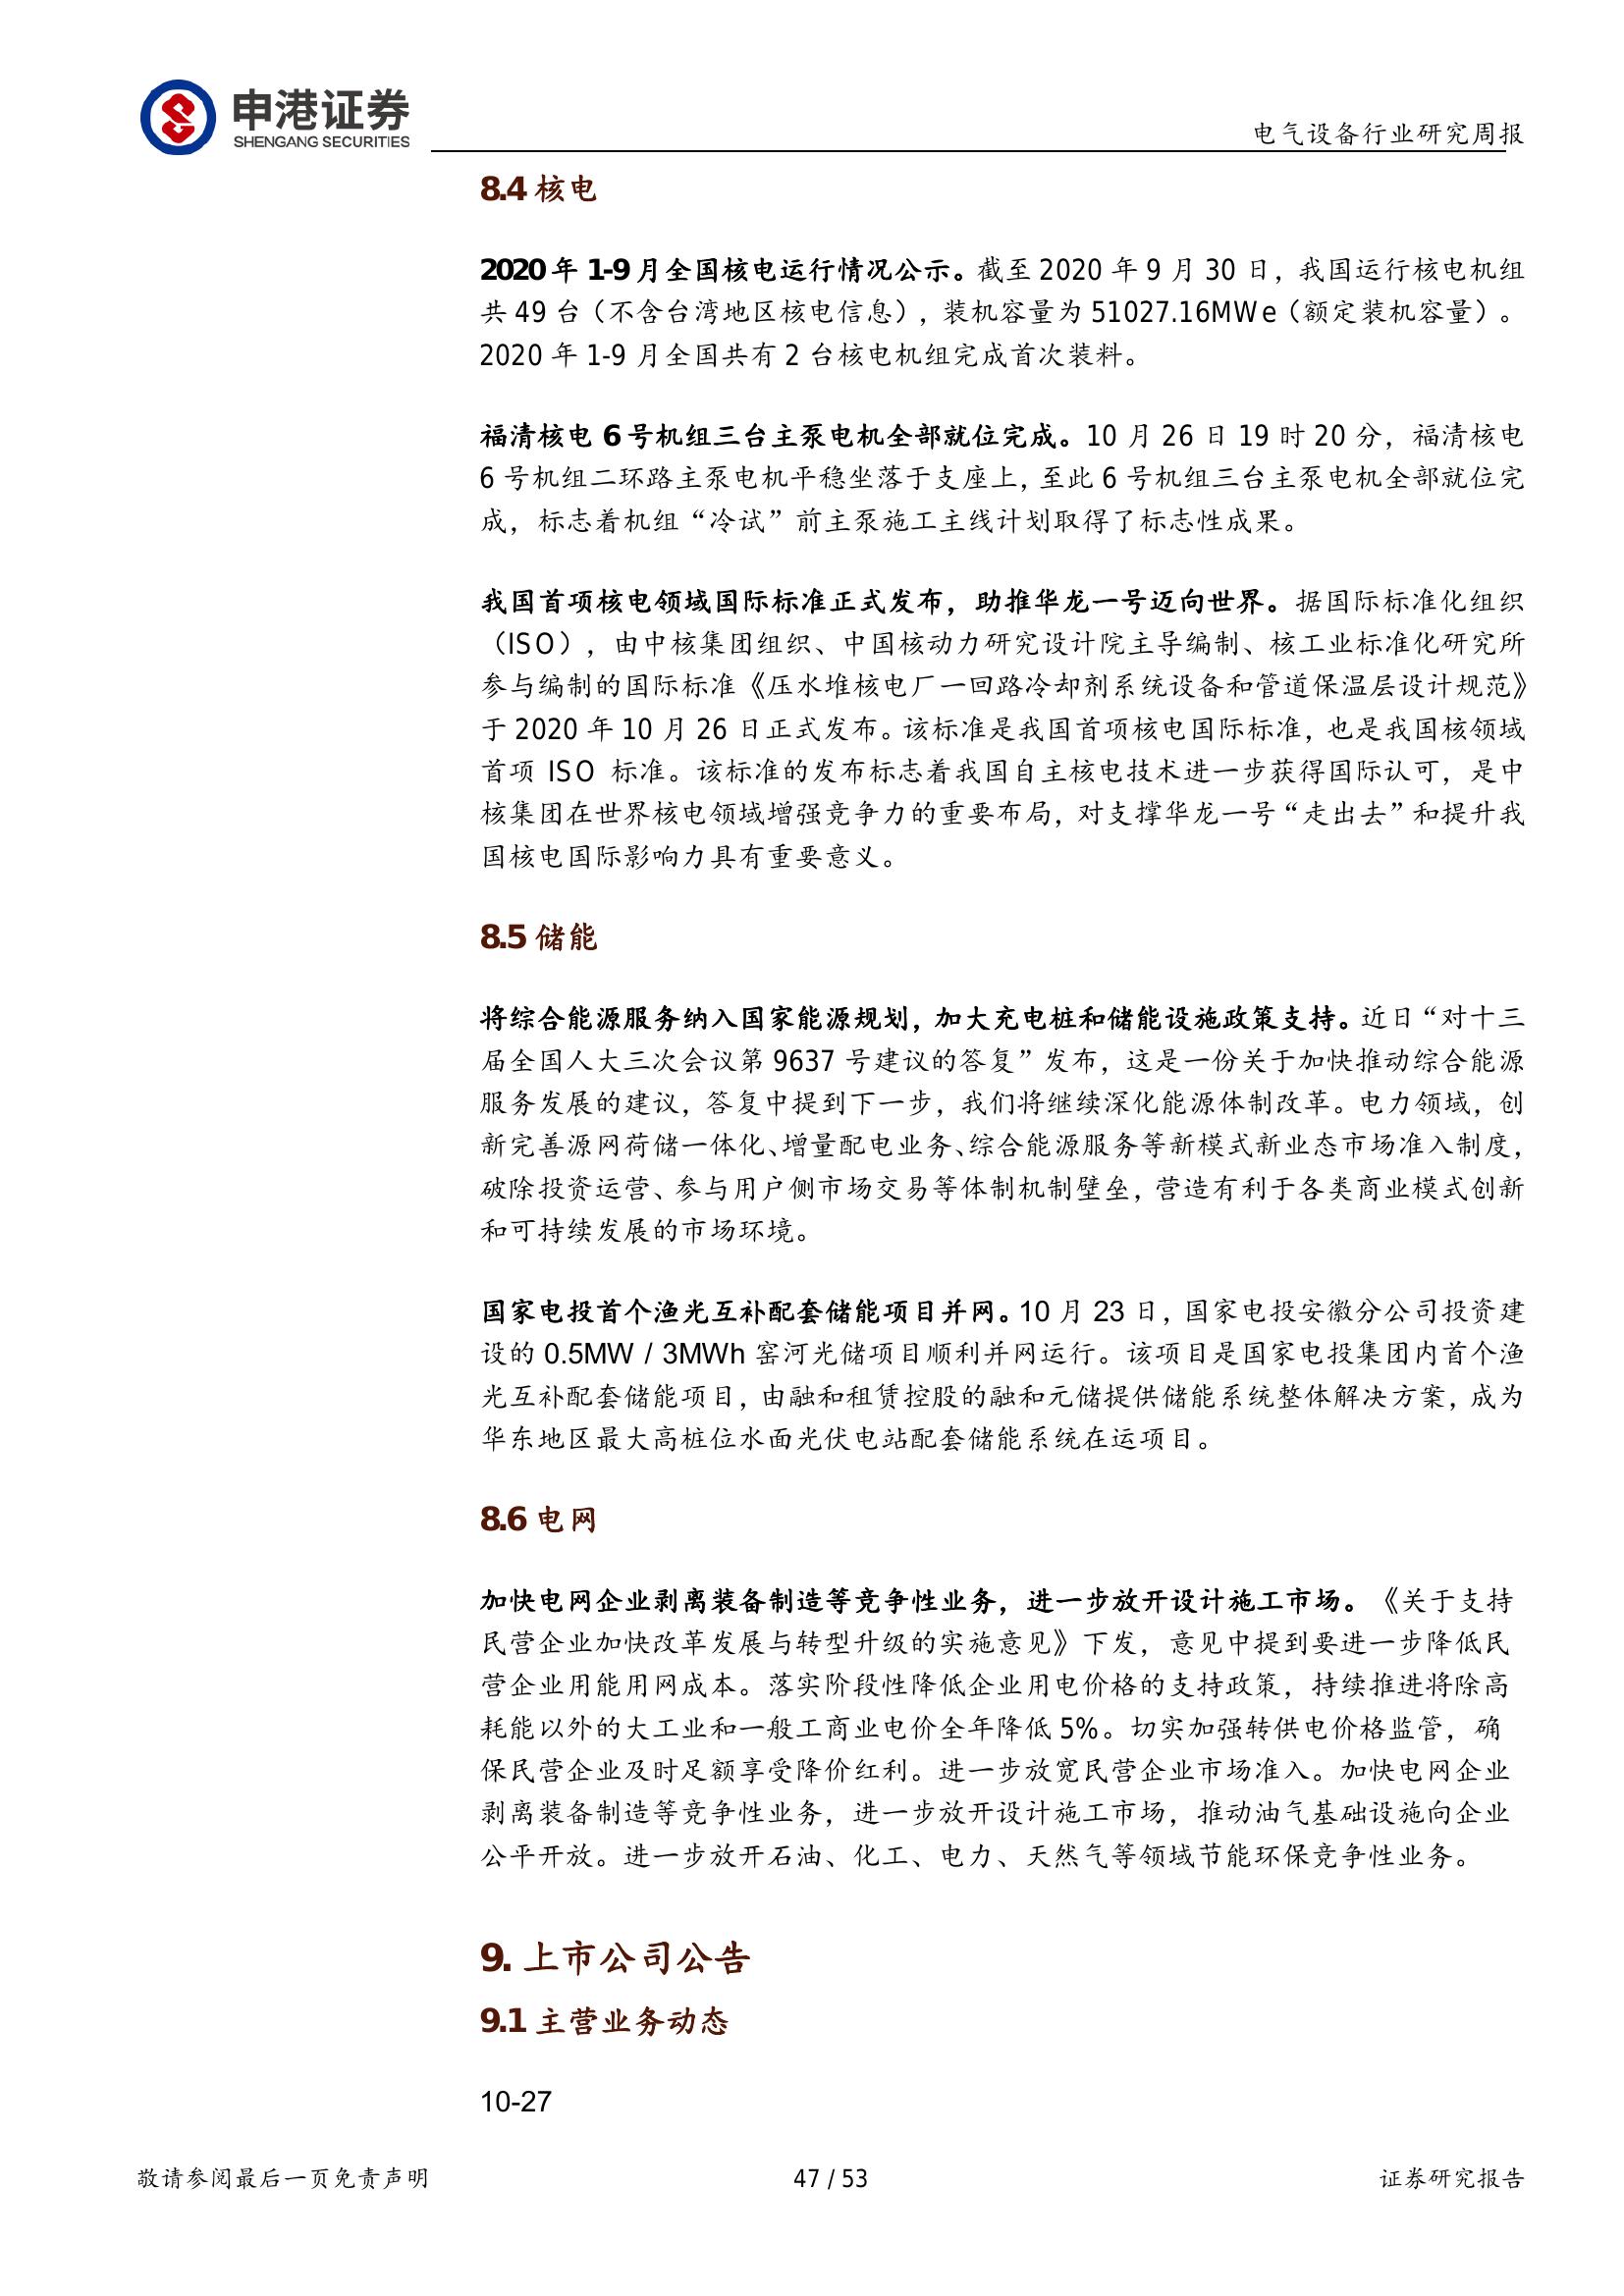 申港证券
SHENGANG SECURITIES
电气设备行业研究周报
8.4 核电
2020 年 1-9 月全国核电运行情况公示。截至 2020 年 9 月 30 日，我国运行核电机组
共 49 台（不含台湾地区核电信息），装机容量为 51027.16MWe（额定装机容量）。
2020 年 1-9 月全国共有 2 台核电机组完成首次装料。
福清核电 6 号机组三台主泵电机全部就位完成。10 月 26 日 19 时 20 分，福清核电
6 号机组二环路主泵电机平稳坐落于支座上，至此 6 号机组三台主泵电机全部就位完
成，标志着机组“冷试”前主泵施工主线计划取得了标志性成果。
我国首项核电领域国际标准正式发布，助推华龙一号迈向世界。据国际标准化组织
（ISO），由中核集团组织、中国核动力研究设计院主导编制、核工业标准化研究所
参与编制的国际标准《压水堆核电厂一回路冷却剂系统设备和管道保温层设计规范》
于 2020 年 10 月 26 日正式发布。该标准是我国首项核电国际标准，也是我国核领域
首项 ISO 标准。该标准的发布标志着我国自主核电技术进一步获得国际认可，是中
核集团在世界核电领域增强竞争力的重要布局，对支撑华龙一号“走出去”和提升我
国核电国际影响力具有重要意义。
8.5 储能
将综合能源服务纳入国家能源规划，加大充电桩和储能设施政策支持。近日“对十三
届全国人大三次会议第 9637 号建议的答复”发布，这是一份关于加快推动综合能源
服务发展的建议，答复中提到下一步，我们将继续深化能源体制改革。电力领域，创
新完善源网荷储一体化、增量配电业务、综合能源服务等新模式新业态市场准入制度，
破除投资运营、参与用户侧市场交易等体制机制壁垒，营造有利于各类商业模式创新
和可持续发展的市场环境。
国家电投首个渔光互补配套储能项目并网。10 月 23 日，国家电投安徽分公司投资建
设的 0.5MW / 3MWh 窑河光储项目顺利并网运行。该项目是国家电投集团内首个渔
光互补配套储能项目，由融和租赁控股的融和元储提供储能系统整体解决方案，成为
华东地区最大高桩位水面光伏电站配套储能系统在运项目。
8.6 电网
加快电网企业剥离装备制造等竞争性业务，进一步放开设计施工市场。《关于支持
民营企业加快改革发展与转型升级的实施意见》下发，意见中提到要进一步降低民
营企业用能用网成本。落实阶段性降低企业用电价格的支持政策，持续推进将除高
耗能以外的大工业和一般工商业电价全年降低 5%。切实加强转供电价格监管，确
保民营企业及时足额享受降价红利。进一步放宽民营企业市场准入。加快电网企业
剥离装备制造等竞争性业务，进一步放开设计施工市场，推动油气基础设施向企业
公平开放。进一步放开石油、化工、电力、天然气等领域节能环保竞争性业务。
9. 上市公司公告
9.1 主营业务动态
10-27
敬请参阅最后一页免责声明
47 / 53
证券研究报告